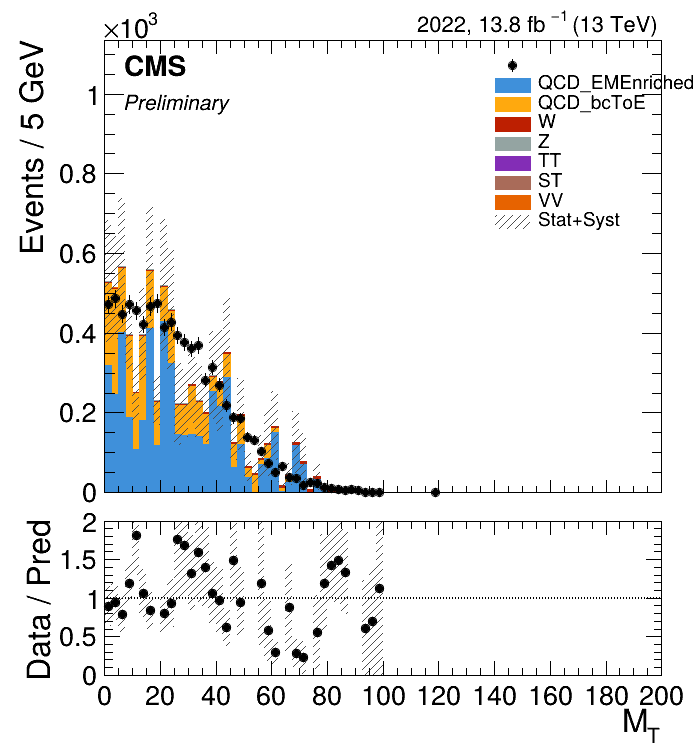 ×10³ 2022, 13.8 fb⁻¹ (13 TeV)
CMS
Preliminary
QCD_EMEnriched
QCD_bcToE
W
Z
TT
ST
VV
Stat+Syst
Events / 5 GeV
1
0.8
0.6
0.4
0.2
0
Data / Pred
2
1.5
1
0.5
0
0 20 40 60 80 100 120 140 160 180 200
M_T